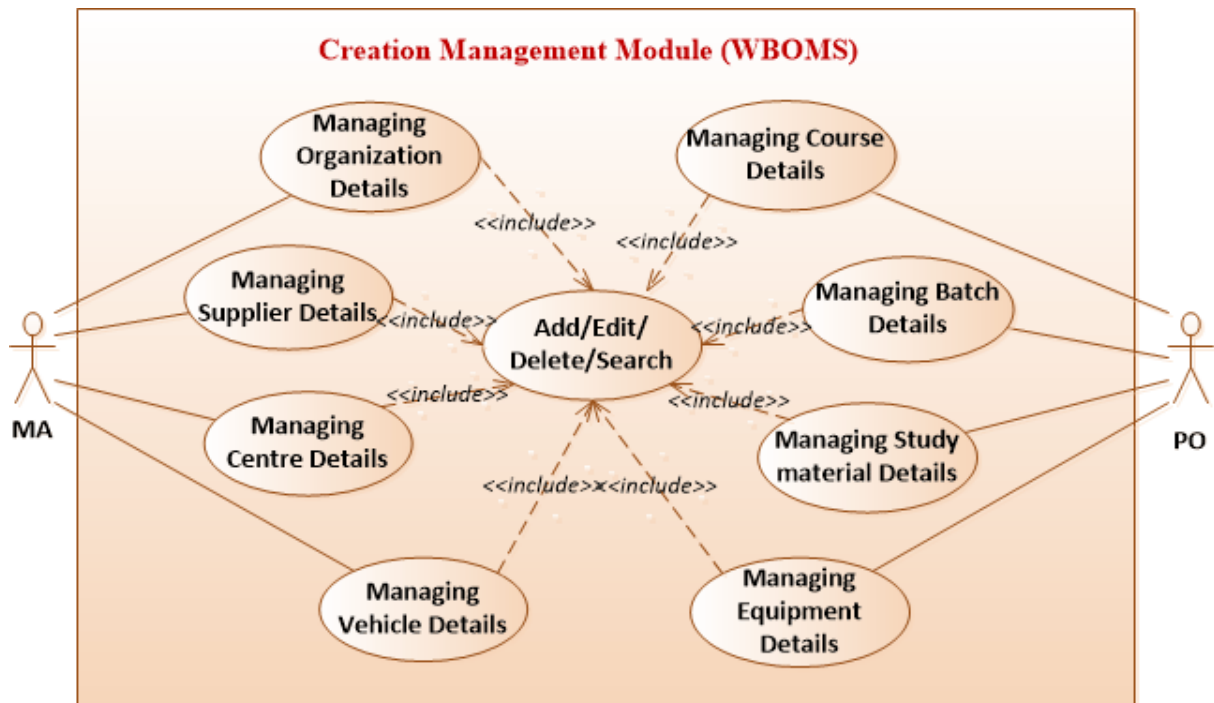 Creation Management Module (WBOMS)
Managing
Organization
Details
Managing Course
Details
<<include>>
<<include>>
Managing
Supplier Details
<<include>>
Add/Edit/
Delete/Search
<<include>>
Managing Batch
Details
MA
PO
<<include>>
<<include>>
Managing
Centre Details
Managing Study
material Details
<<include>>
<<include>>
Managing
Vehicle Details
Managing
Equipment
Details